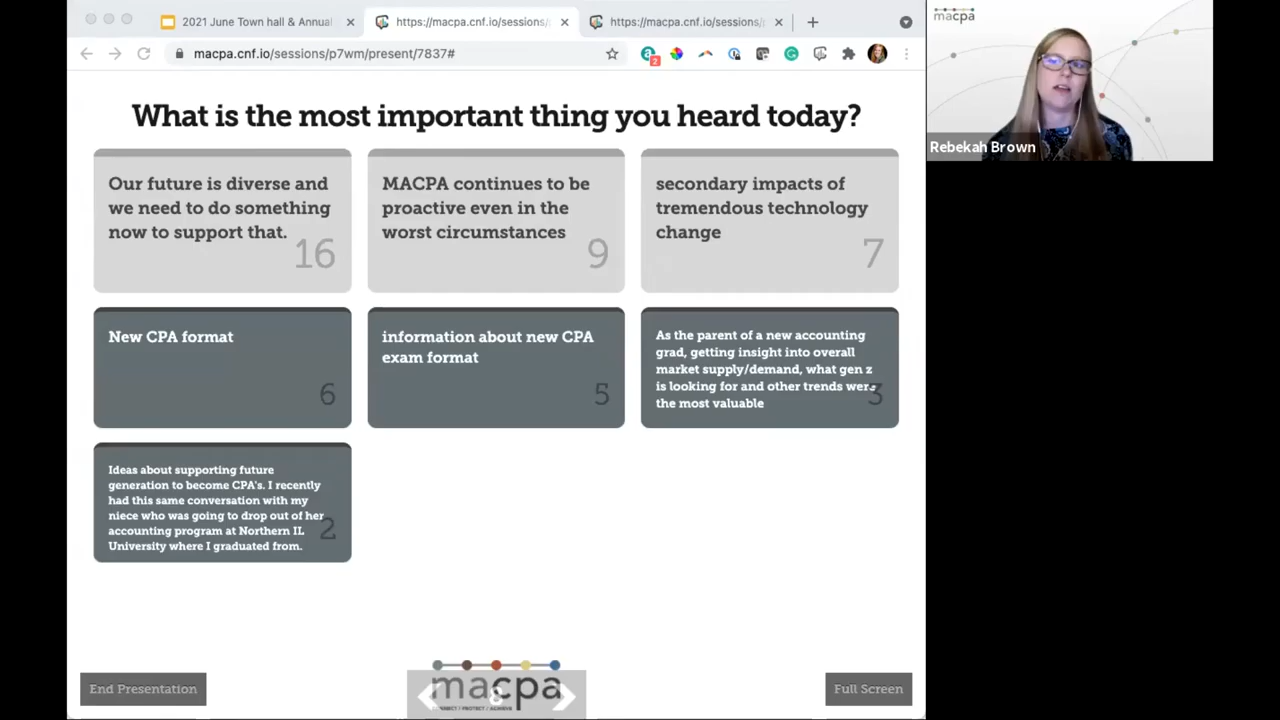 2021 June Town hall & Annual
https://macpa.cnf.io/sessions/
https://macpa.cnf.io/sessions/p
macpa.cnf.io/sessions/p7wm/present/7837#
2
macpa
Rebekah Brown
What is the most important thing you heard today?
Our future is diverse and
we need to do something
now to support that.
16
MACPA continues to be
proactive even in the
worst circumstances
9
secondary impacts of
tremendous technology
change
7
New CPA format
6
information about new CPA
exam format
5
As the parent of a new accounting
grad, getting insight into overall
market supply/demand, what gen z
is looking for and other trends were
the most valuable
3
Ideas about supporting future
generation to become CPA's. I recently
had this same conversation with my
niece who was going to drop out of her
accounting program at Northern IL
University where I graduated from.
2
End Presentation
macpa
8
CONNECT / PROTECT / ACHIEVE
Full Screen